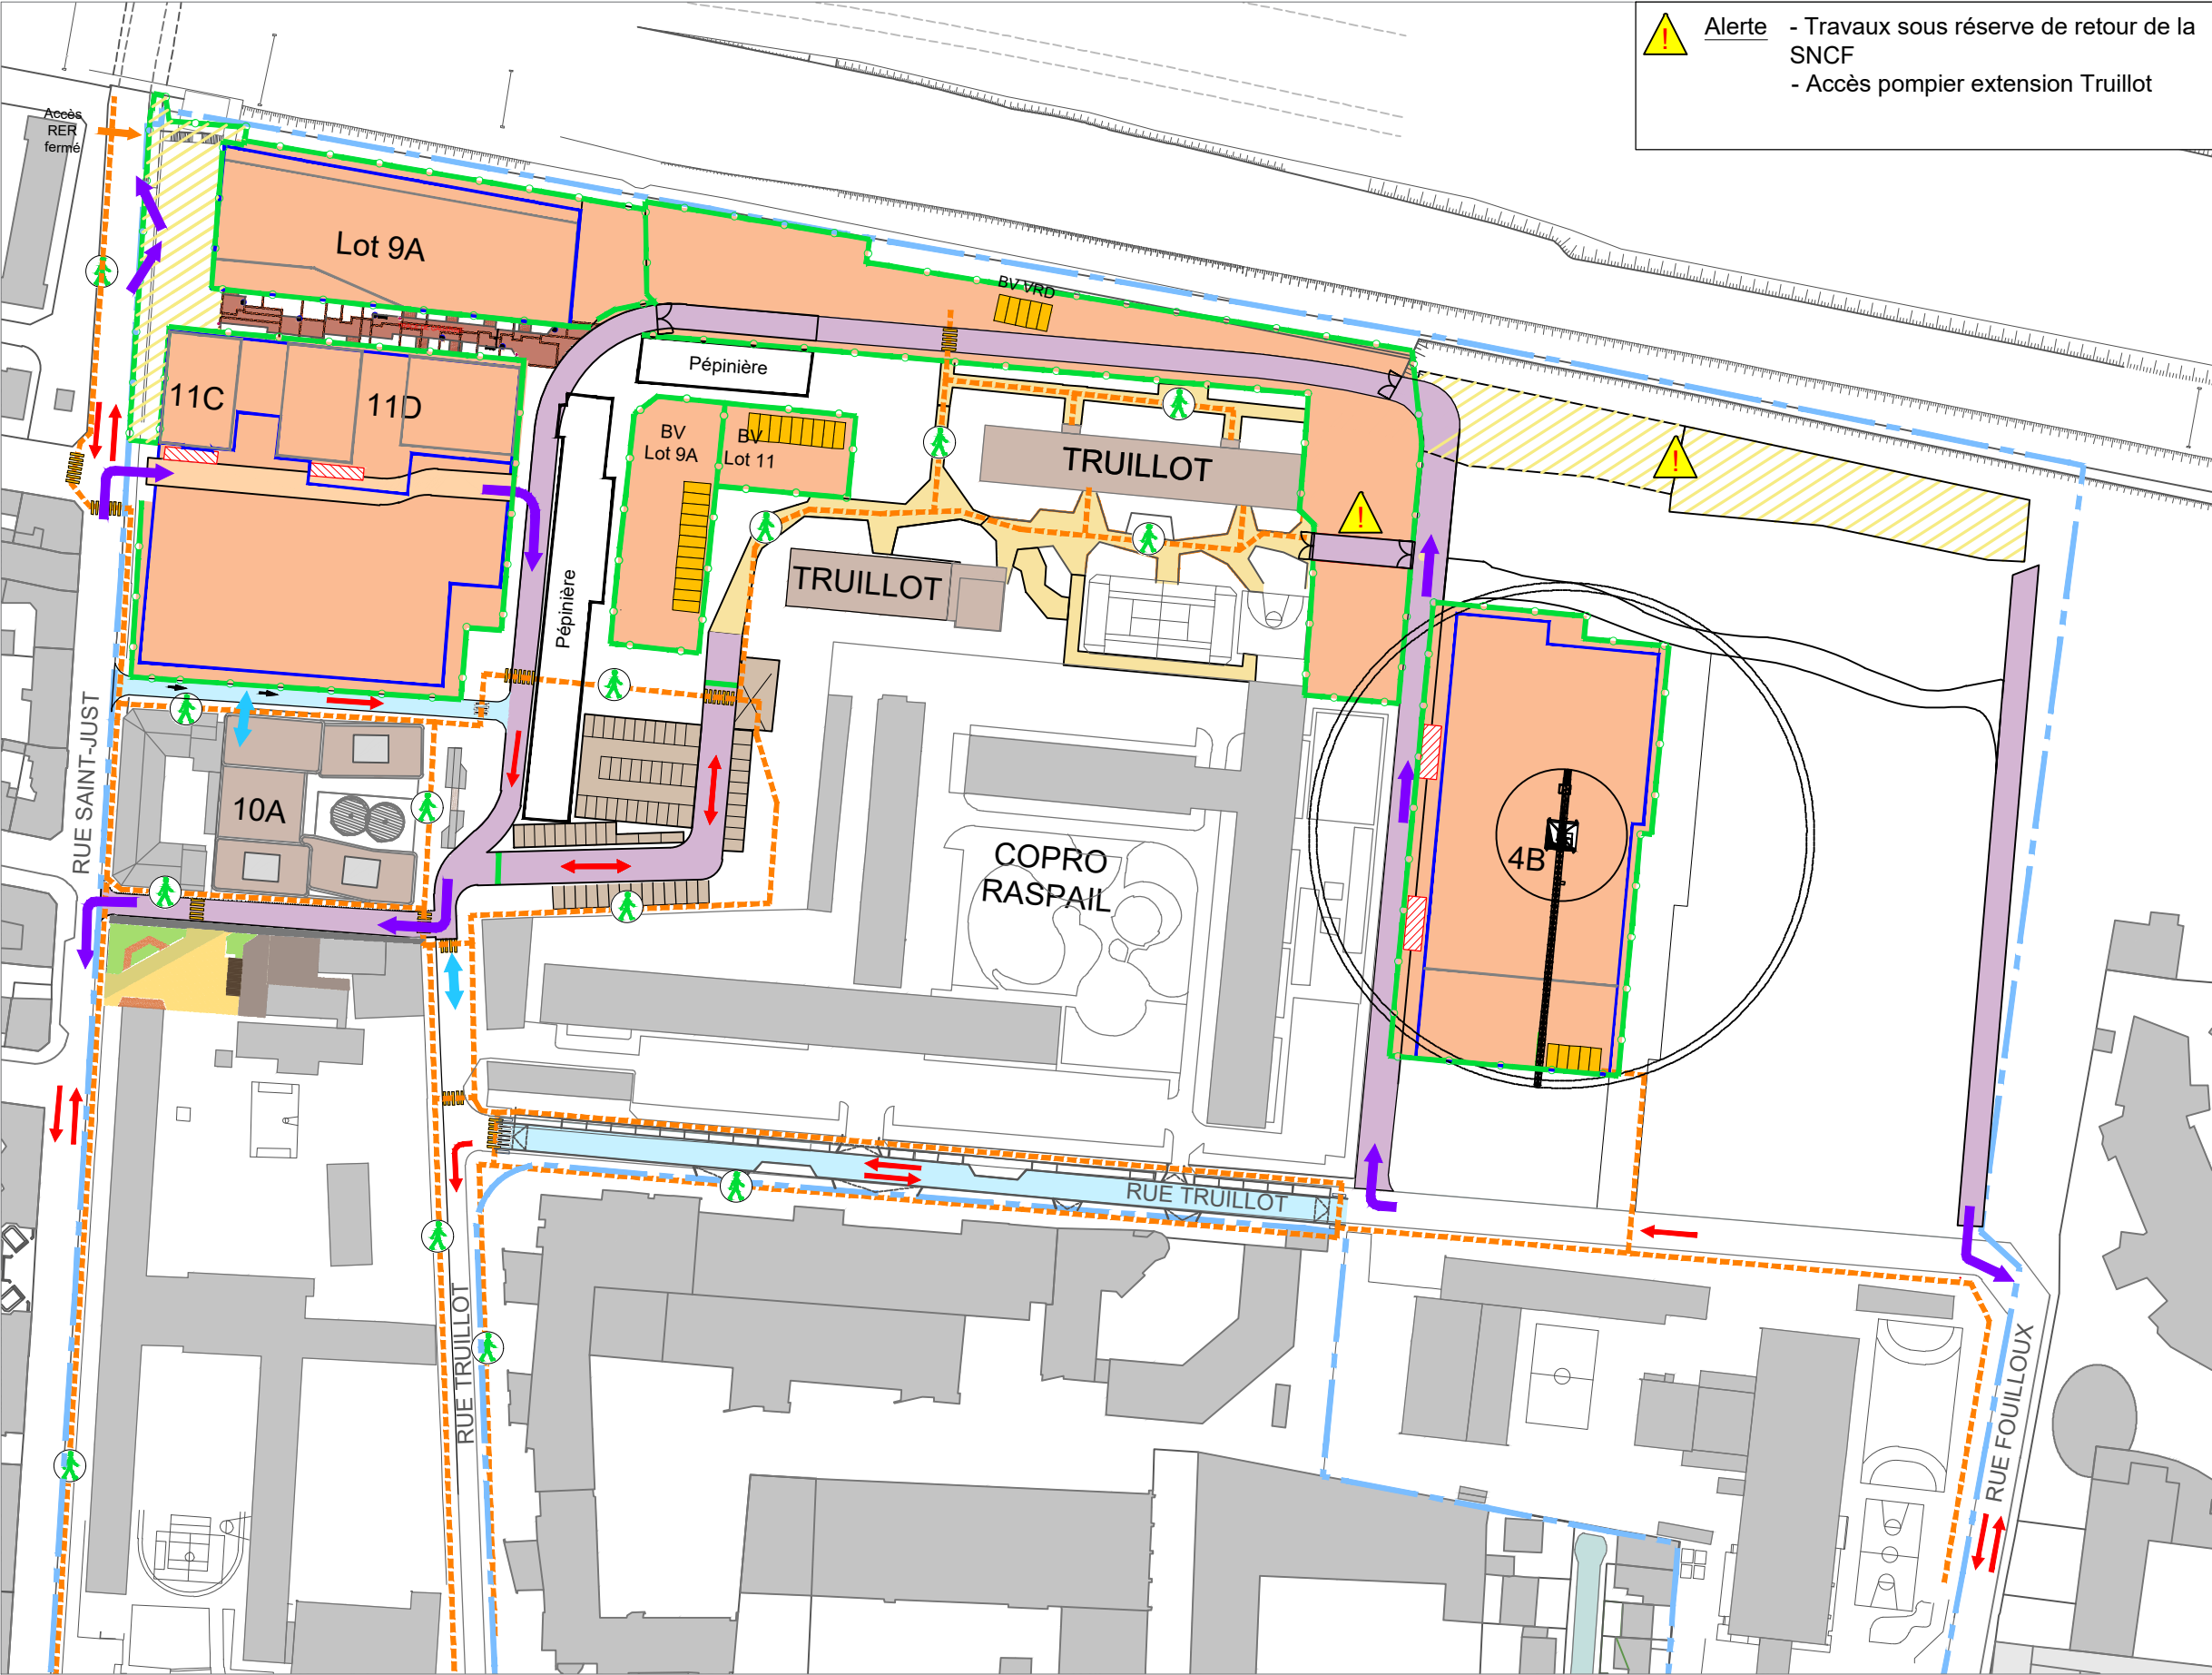 Alerte - Travaux sous réserve de retour de la
SNCF
- Accès pompier extension Truillot
Accès
RER
fermé
Lot 9A
BV VRD
Pépinière
11C
11D
BV
Lot 9A
BV
Lot 11
TRUILLOT
TRUILLOT
Pépinière
RUE SAINT-JUST
10A
COPRO
RASPAIL
4B
RUE TRUILLOT
RUE TRUILLOT
RUE FOUILLOUX